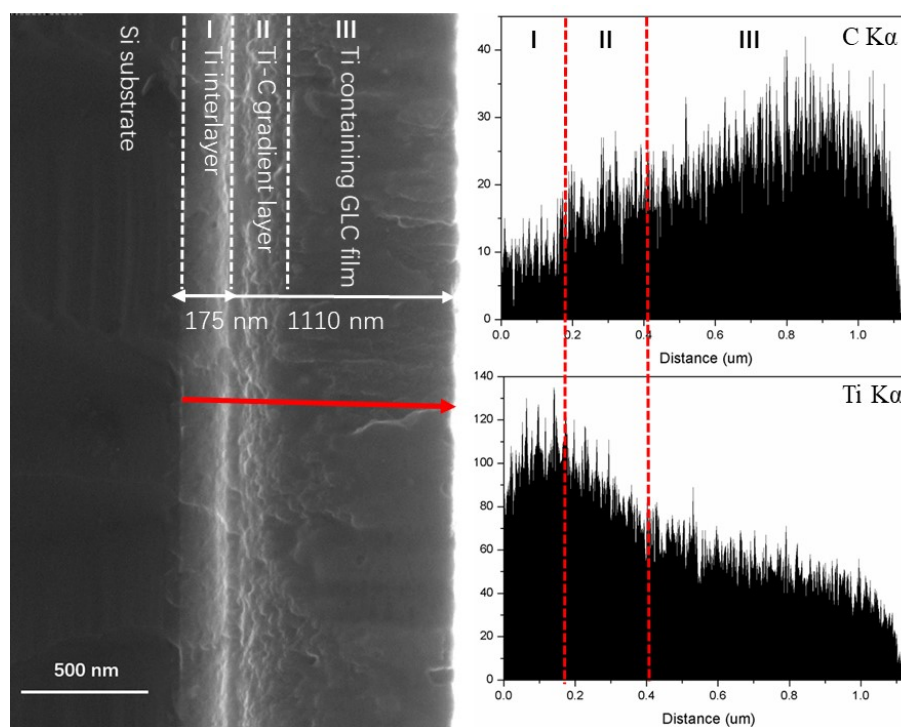 Si substrate
I
Ti interlayer
II
Ti-C gradient layer
III
Ti containing GLC film
175 nm
1110 nm
500 nm
I
II
III
C Kα
40
30
20
10
0
0.0 0.2 0.4 0.6 0.8 1.0
Distance (um)
Ti Kα
140
120
100
80
60
40
20
0
0.0 0.2 0.4 0.6 0.8 1.0
Distance (um)